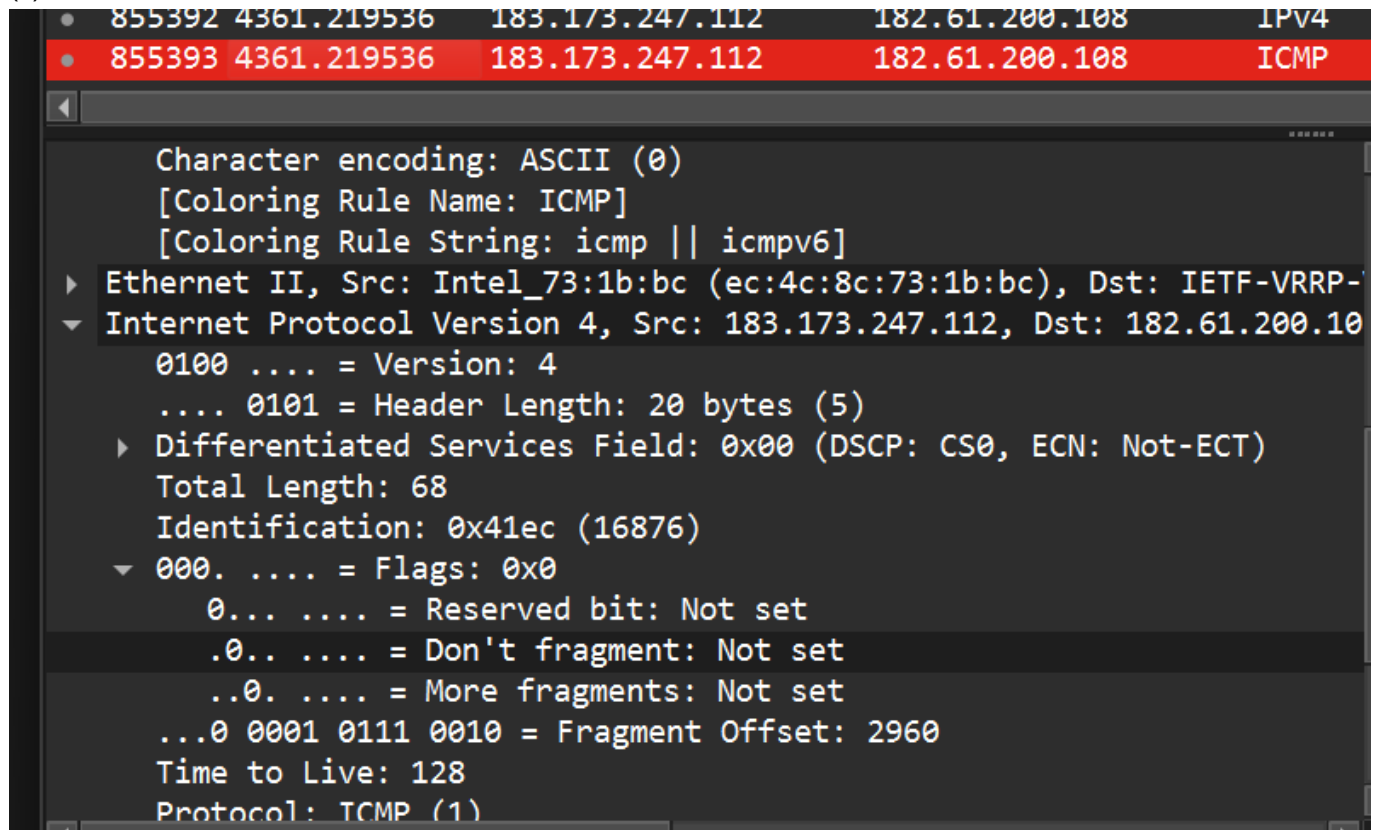 855392 4361.219536 183.173.247.112 182.61.200.108 IPv4
855393 4361.219536 183.173.247.112 182.61.200.108 ICMP
Character encoding: ASCII (0)
[Coloring Rule Name: ICMP]
[Coloring Rule String: icmp || icmpv6]
Ethernet II, Src: Intel_73:1b:bc (ec:4c:8c:73:1b:bc), Dst: IETF-VRRP-
Internet Protocol Version 4, Src: 183.173.247.112, Dst: 182.61.200.10
0100 .... = Version: 4
.... 0101 = Header Length: 20 bytes (5)
Differentiated Services Field: 0x00 (DSCP: CS0, ECN: Not-ECT)
Total Length: 68
Identification: 0x41ec (16876)
000. .... = Flags: 0x0
0... .... = Reserved bit: Not set
.0.. .... = Don't fragment: Not set
..0. .... = More fragments: Not set
...0 0001 0111 0010 = Fragment Offset: 2960
Time to Live: 128
Protocol: ICMP (1)